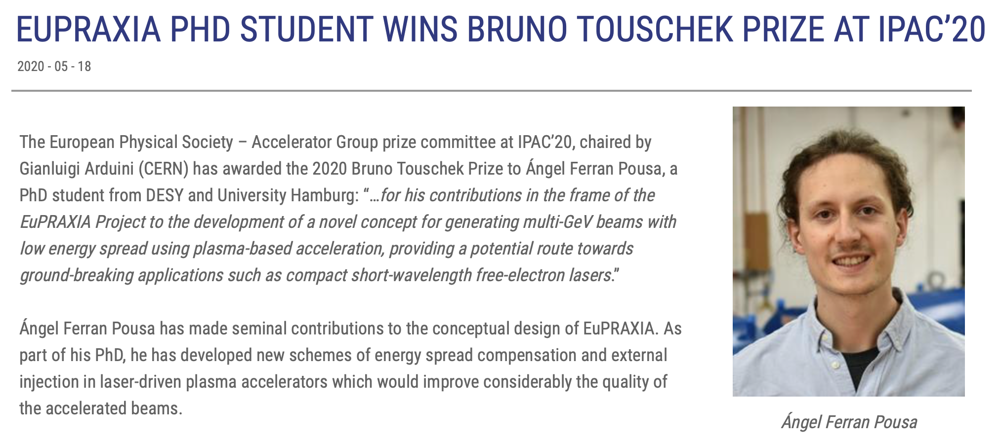 EUPRAXIA PHD STUDENT WINS BRUNO TOUSCHEK PRIZE AT IPAC’20
2020 - 05 - 18
The European Physical Society – Accelerator Group prize committee at IPAC’20, chaired by
Gianluigi Arduini (CERN) has awarded the 2020 Bruno Touschek Prize to Ángel Ferran Pousa, a
PhD student from DESY and University Hamburg: “…for his contributions in the frame of the
EuPRAXIA Project to the development of a novel concept for generating multi-GeV beams with
low energy spread using plasma-based acceleration, providing a potential route towards
ground-breaking applications such as compact short-wavelength free-electron lasers.”
Ángel Ferran Pousa has made seminal contributions to the conceptual design of EuPRAXIA. As
part of his PhD, he has developed new schemes of energy spread compensation and external
injection in laser-driven plasma accelerators which would improve considerably the quality of
the accelerated beams.
Ángel Ferran Pousa